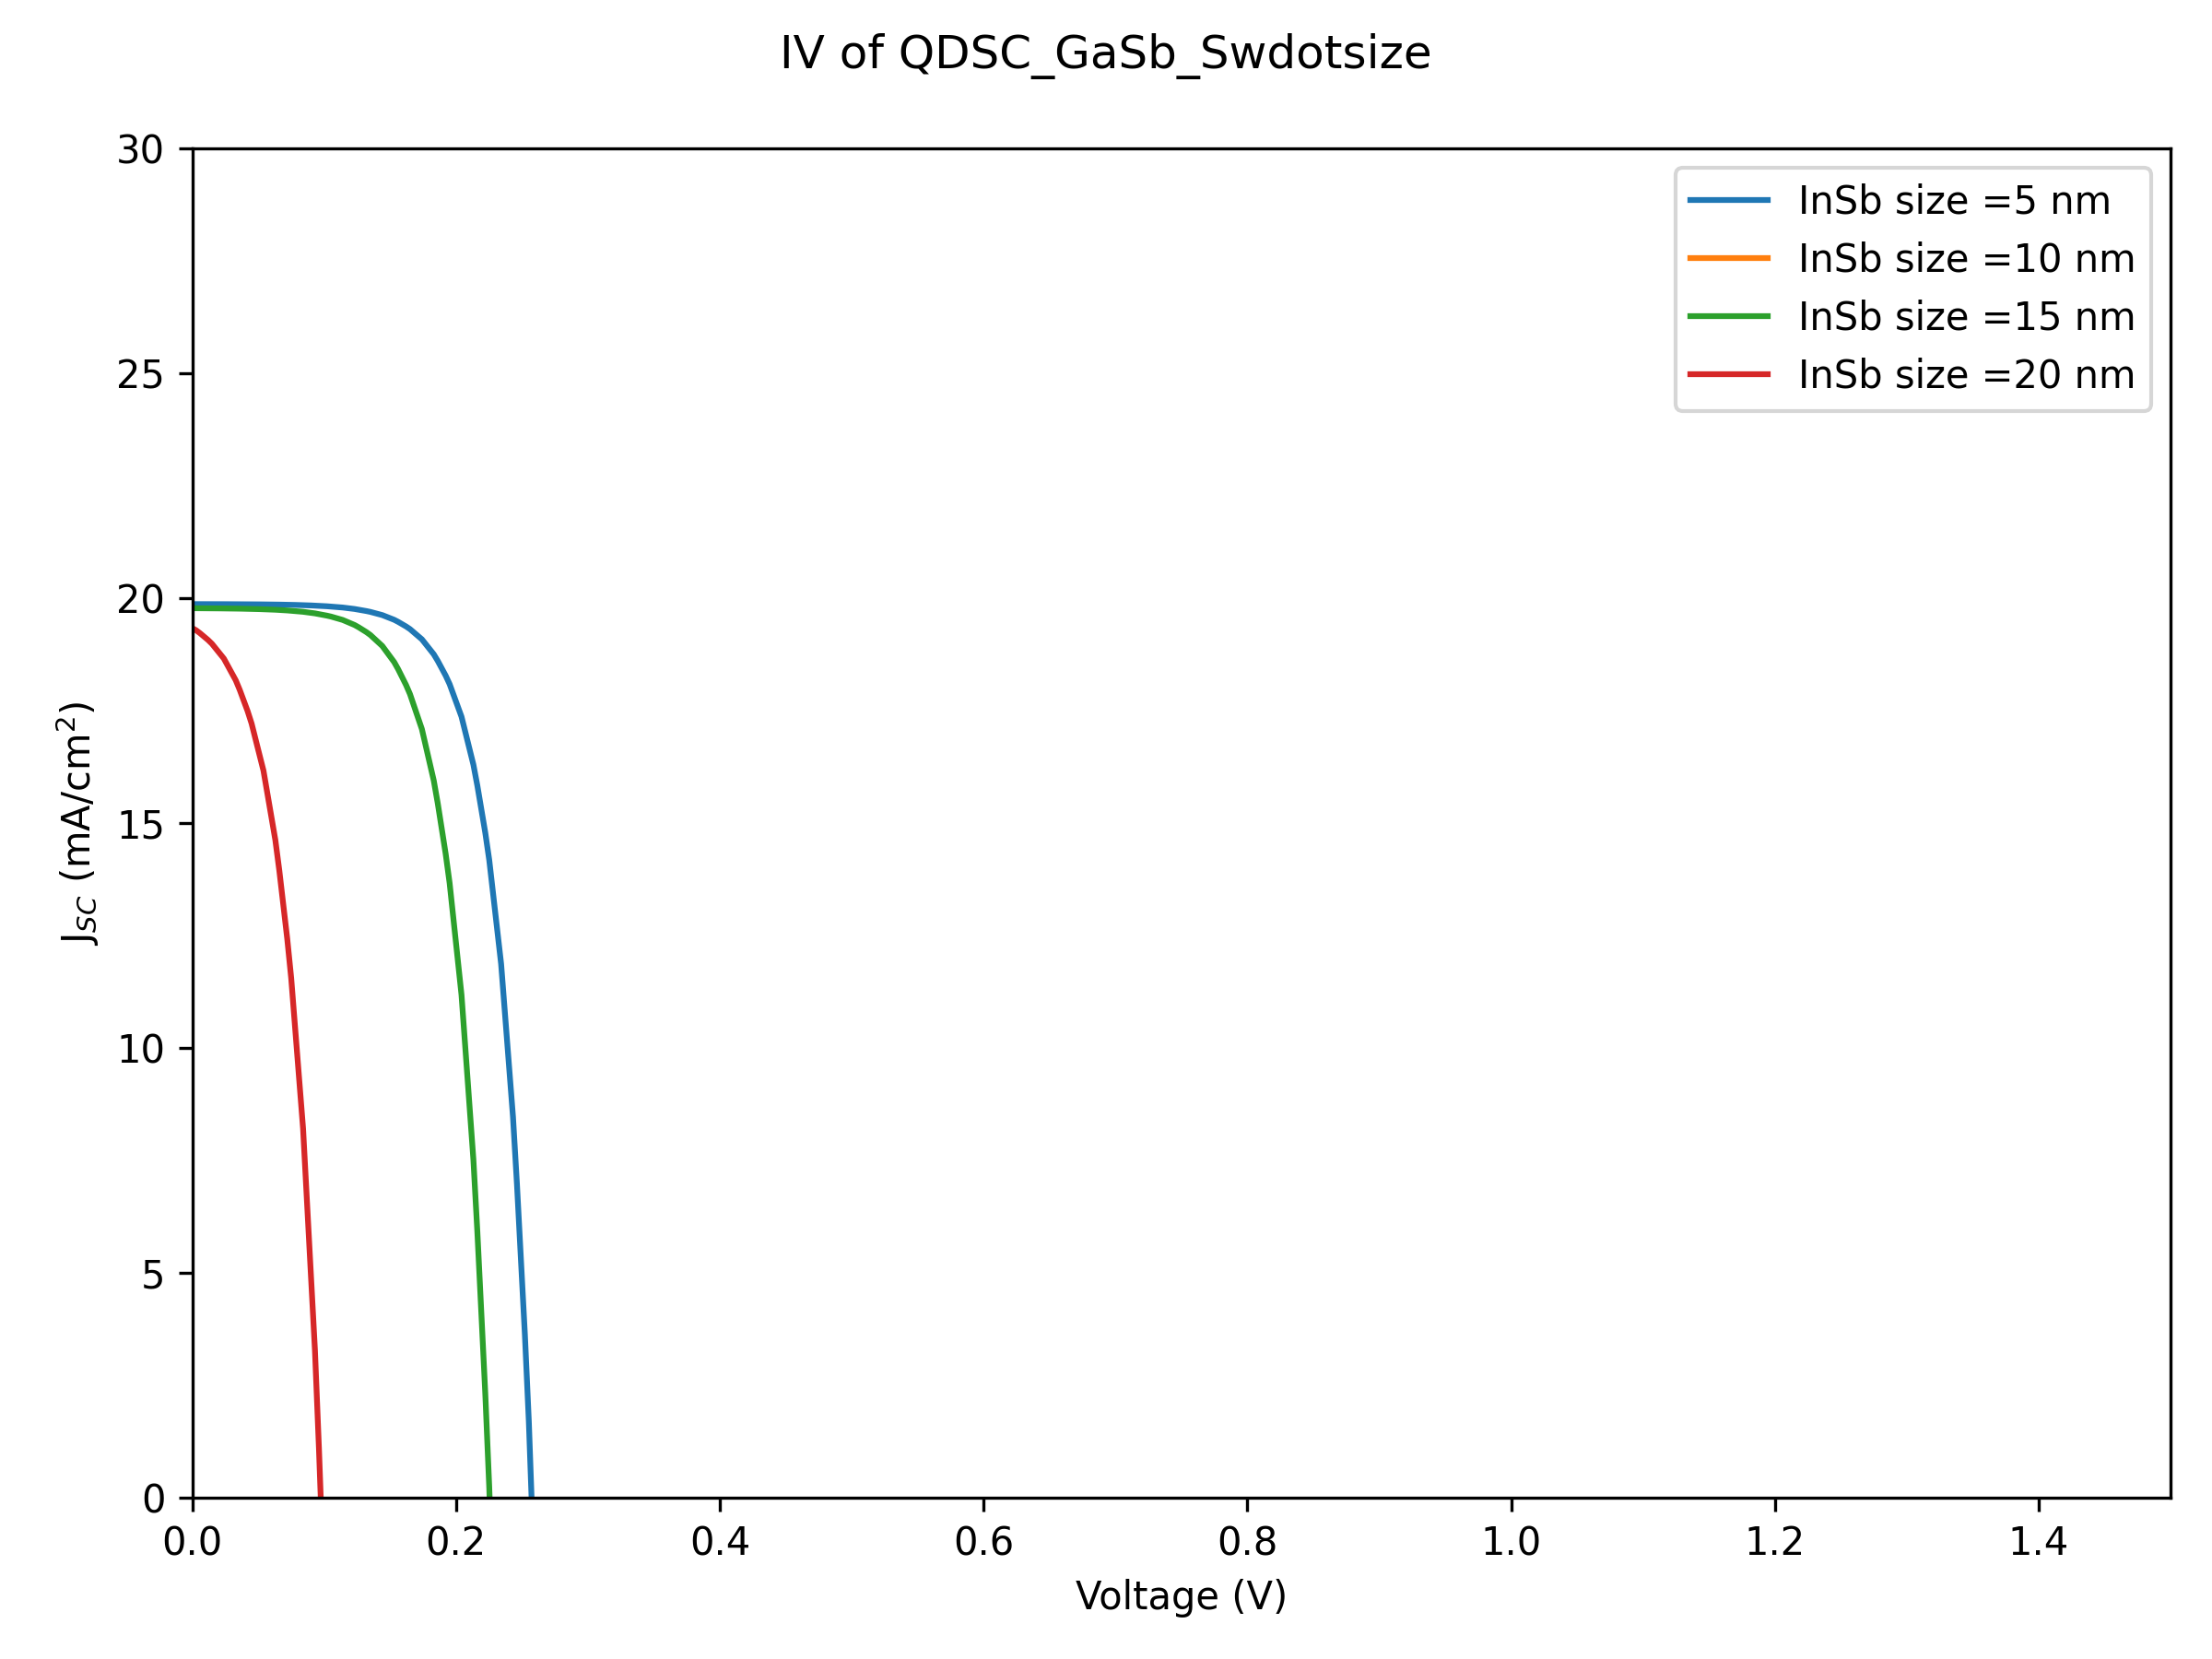 IV of QDSC_GaSb_Swdotsize
30
25
20
15
10
5
0
J_SC (mA/cm²)
0.0 0.2 0.4 0.6 0.8 1.0 1.2 1.4
Voltage (V)
InSb size =5 nm
InSb size =10 nm
InSb size =15 nm
InSb size =20 nm